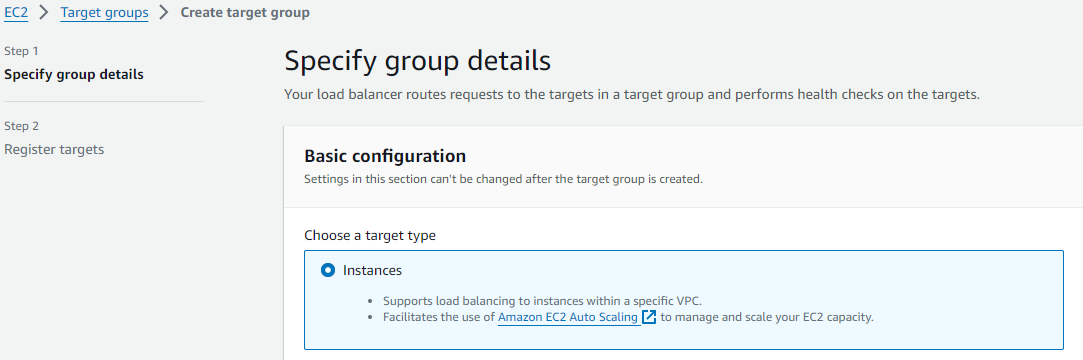 EC2 > Target groups > Create target group
Step 1
Specify group details
Step 2
Register targets
Specify group details
Your load balancer routes requests to the targets in a target group and performs health checks on the targets.
Basic configuration
Settings in this section can't be changed after the target group is created.
Choose a target type
Instances
• Supports load balancing to instances within a specific VPC.
• Facilitates the use of Amazon EC2 Auto Scaling to manage and scale your EC2 capacity.